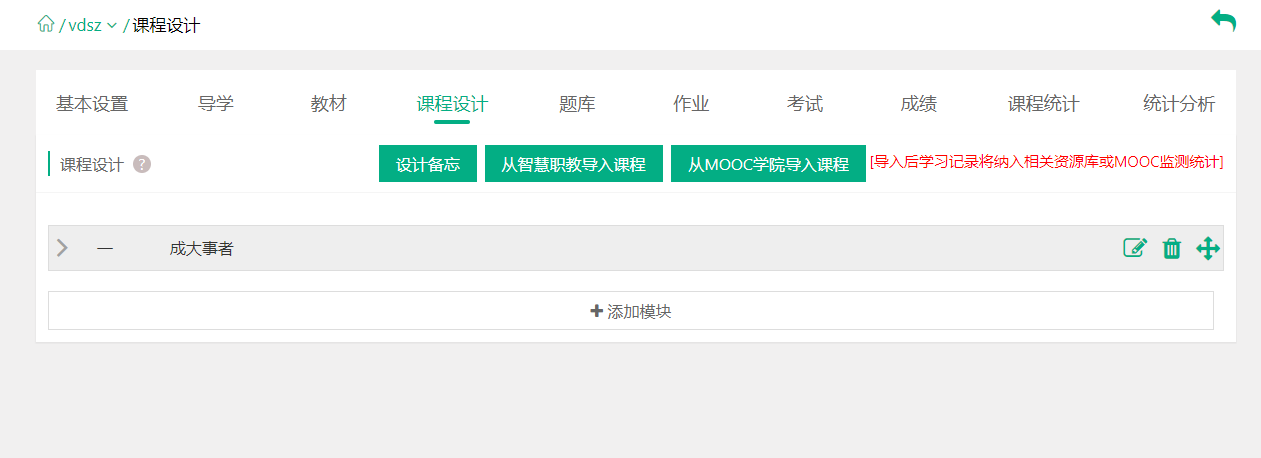 / vdsz / 课程设计
基本设置 导学 教材 课程设计 题库 作业 考试 成绩 课程统计 统计分析
课程设计 ? 设计备忘 从智慧职教导入课程 从MOOC学院导入课程 [导入后学习记录将纳入相关资源库或MOOC监测统计]
一 成大事者
添加模块